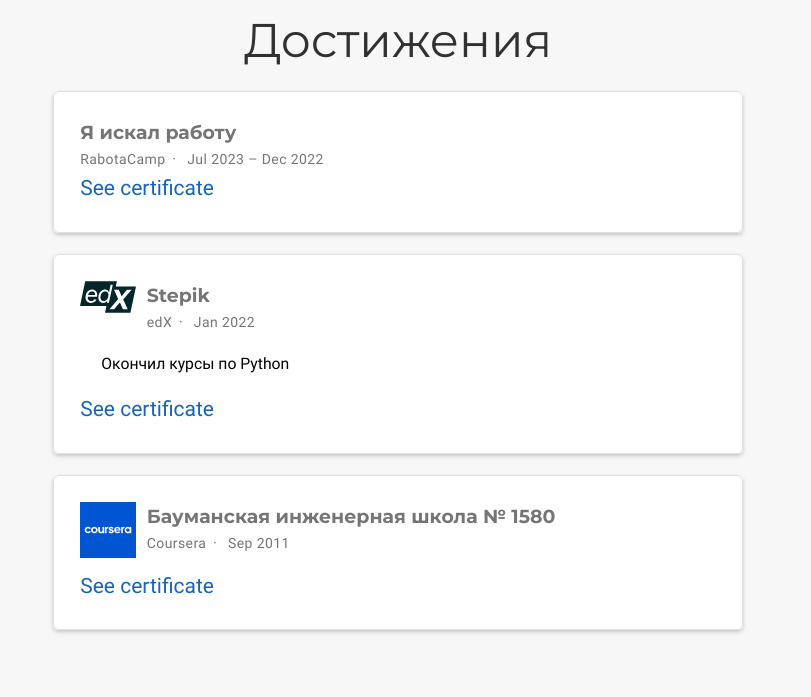 Достижения
Я искал работу
RabotaCamp · Jul 2023 – Dec 2022
See certificate
edX
Stepik
edX · Jan 2022
Окончил курсы по Python
See certificate
coursera
Бауманская инженерная школа № 1580
Coursera · Sep 2011
See certificate